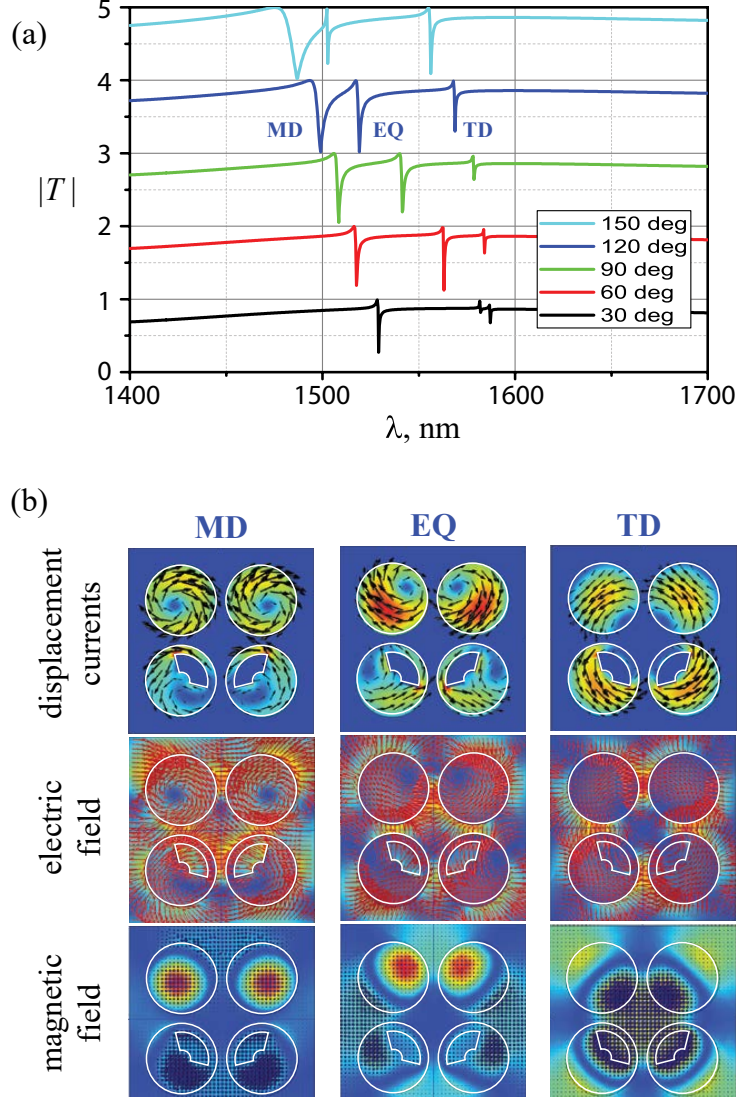 (a)
5
4
3
2
1
0
|T|
MD
EQ
TD
150 deg
120 deg
90 deg
60 deg
30 deg
1400
1500
1600
1700
λ, nm
(b)
MD
EQ
TD
displacement
currents
electric
field
magnetic
field